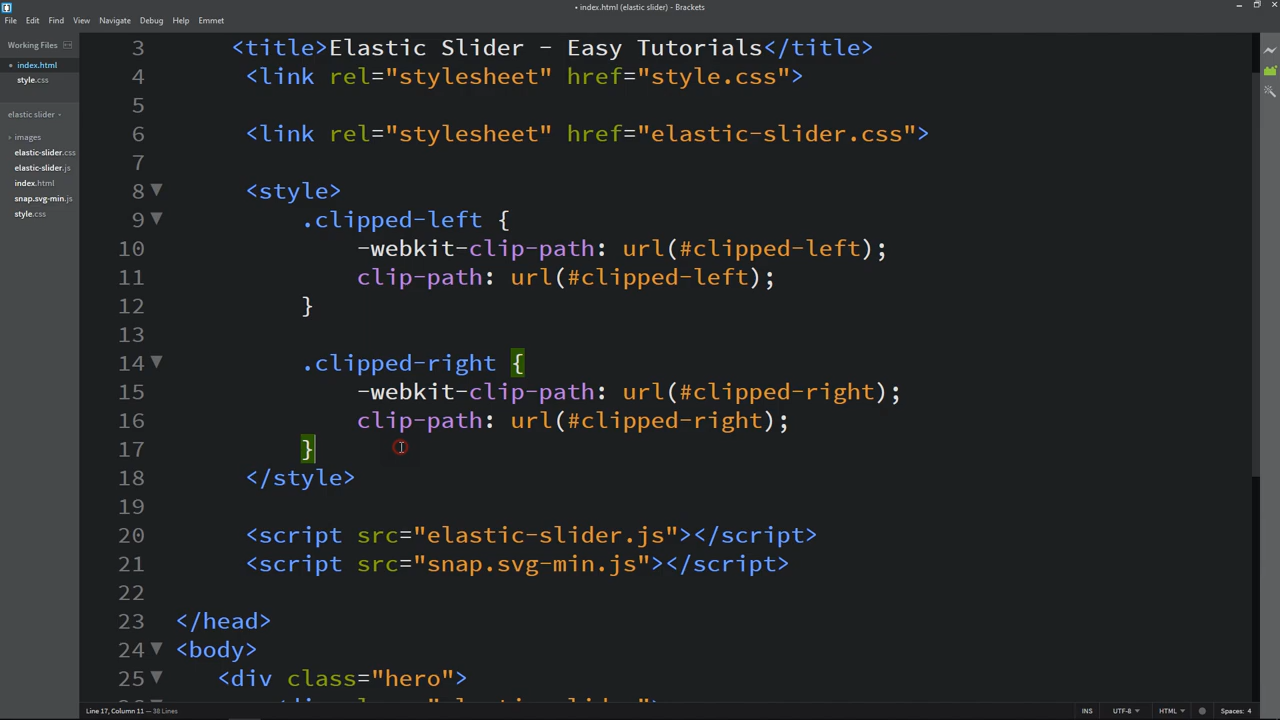 • index.html (elastic slider) - Brackets
File Edit Find View Navigate Debug Help Emmet
Working Files
• index.html
style.css
elastic slider
images
elastic-slider.css
elastic-slider.js
index.html
snap.svg-min.js
style.css
3 <title>Elastic Slider - Easy Tutorials</title>
4 <link rel="stylesheet" href="style.css">
5
6 <link rel="stylesheet" href="elastic-slider.css">
7
8 <style>
9 .clipped-left {
10 -webkit-clip-path: url(#clipped-left);
11 clip-path: url(#clipped-left);
12 }
13
14 .clipped-right {
15 -webkit-clip-path: url(#clipped-right);
16 clip-path: url(#clipped-right);
17 }
18 </style>
19
20 <script src="elastic-slider.js"></script>
21 <script src="snap.svg-min.js"></script>
22
23 </head>
24 <body>
25 <div class="hero">
Line 17, Column 11 — 38 Lines INS UTF-8 HTML Spaces: 4